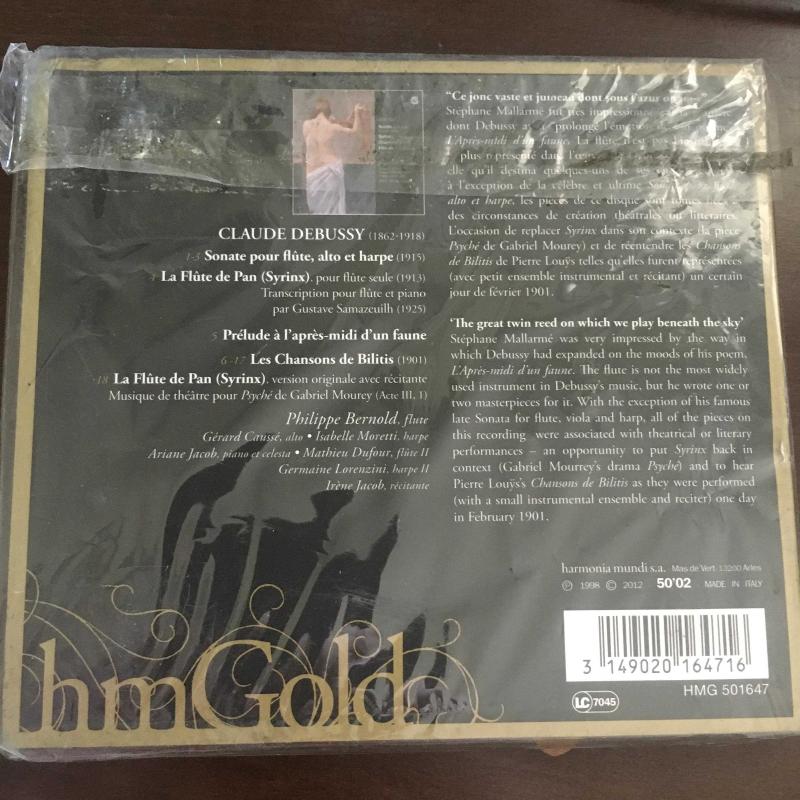 CLAUDE DEBUSSY (1862-1918)
1-3 Sonate pour flûte, alto et harpe (1915)
La Flûte de Pan (Syrinx), pour flûte seule (1913)
Transcription pour flûte et piano
par Gustave Samazeuilh (1925)
5 Prélude à l'après-midi d'un faune
6-17 Les Chansons de Bilitis (1901)
18 La Flûte de Pan (Syrinx), version originale avec récitante
Musique de théâtre pour Psyché de Gabriel Mourey (Acte III, 1)
Philippe Bernold, flute
Gérard Caussé, alto • Isabelle Moretti, harpe
Ariane Jacob, piano et celesta • Mathieu Dufour, flûte II
Germaine Lorenzini, harpe II
Irène Jacob, récitante
"Ce jonc vaste et jumeau dont sous l'azur on
Stéphane Mallarmé fut très impressionné
dont Debussy prolongé l'émotion
L'Après-midi d'un faune. La flûte n'est pas
plus présenté dans
elle qu'il destina quelques-uns de ses
à l'exception de la célèbre et ultime
alto et harpe, les pièces de ce disque sont toutes liées à
des circonstances de création théâtrales ou littéraires.
L'occasion de replacer Syrinx dans son contexte (la pièce
Psyché de Gabriel Mourey) et de réentendre les Chansons
de Bilitis de Pierre Louÿs telles qu'elles furent représentées
(avec petit ensemble instrumental et récitant) un certain
jour de février 1901.
'The great twin reed on which we play beneath the sky'
Stéphane Mallarmé was very impressed by the way in
which Debussy had expanded on the moods of his poem,
L'Après-midi d'un faune. The flute is not the most widely
used instrument in Debussy's music, but he wrote one or
two masterpieces for it. With the exception of his famous
late Sonata for flute, viola and harp, all of the pieces on
this recording were associated with theatrical or literary
performances – an opportunity to put Syrinx back in
context (Gabriel Mourrey's drama Psyché) and to hear
Pierre Louÿs's Chansons de Bilitis as they were performed
(with a small instrumental ensemble and reciter) one day
in February 1901.
harmonia mundi s.a. Mas de Vert 13200 Arles
℗ 1998 © 2012 50'02 MADE IN ITALY
3 149020 164716
HMG 501647
LC 7045
hmGold